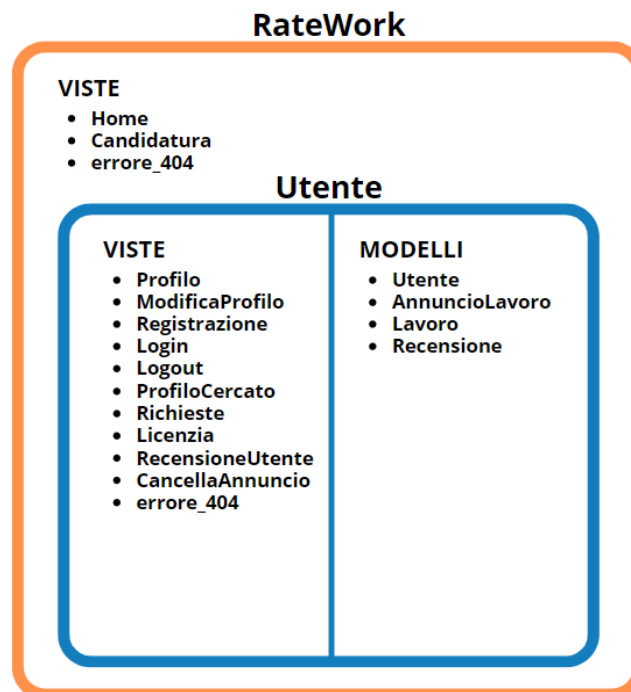 RateWork
VISTE
• Home
• Candidatura
• errore_404
Utente
VISTE
• Profilo
• ModificaProfilo
• Registrazione
• Login
• Logout
• ProfiloCercato
• Richieste
• Licenzia
• RecensioneUtente
• CancellaAnnuncio
• errore_404
MODELLI
• Utente
• AnnuncioLavoro
• Lavoro
• Recensione